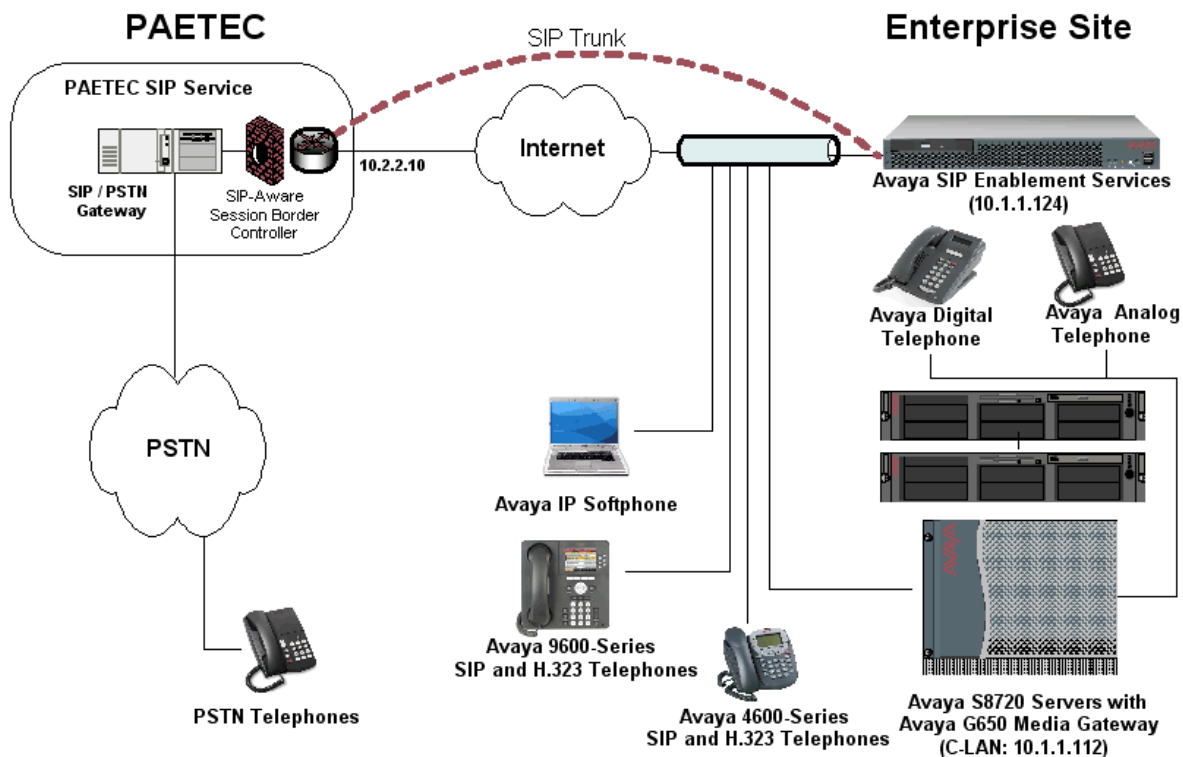 PAETEC
SIP Trunk
Enterprise Site
PAETEC SIP Service
SIP / PSTN
Gateway
SIP-Aware
Session Border
Controller
10.2.2.10
Internet
Avaya SIP Enablement Services
(10.1.1.124)
Avaya Digital
Telephone
Avaya Analog
Telephone
PSTN
Avaya IP Softphone
AVAYA
Avaya 9600-Series
SIP and H.323 Telephones
PSTN Telephones
Avaya 4600-Series
SIP and H.323 Telephones
Avaya S8720 Servers with
Avaya G650 Media Gateway
(C-LAN: 10.1.1.112)